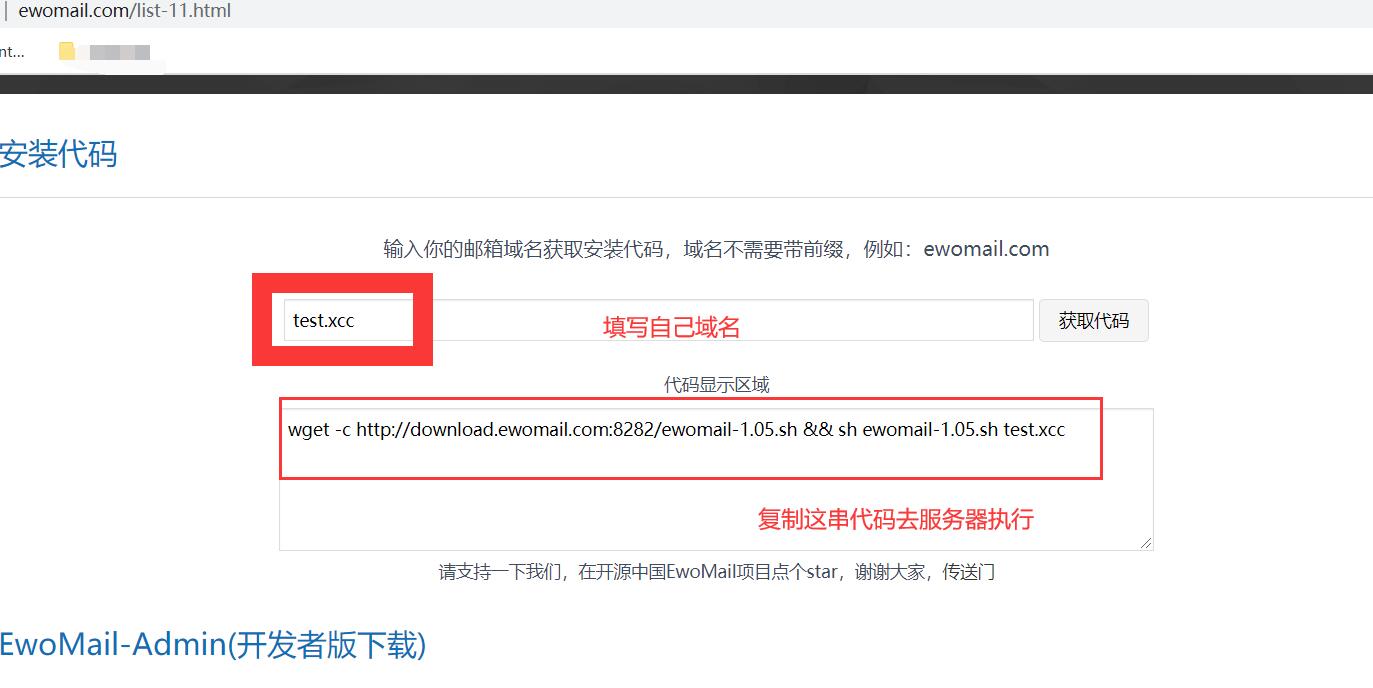 ewomail.com/list-11.html
nt...
安装代码
输入你的邮箱域名获取安装代码，域名不需要带前缀，例如：ewomail.com
test.xcc
填写自己域名
获取代码
代码显示区域
wget -c http://download.ewomail.com:8282/ewomail-1.05.sh && sh ewomail-1.05.sh test.xcc
复制这串代码去服务器执行
请支持一下我们，在开源中国EwoMail项目点个star，谢谢大家，传送门
EwoMail-Admin(开发者版下载)